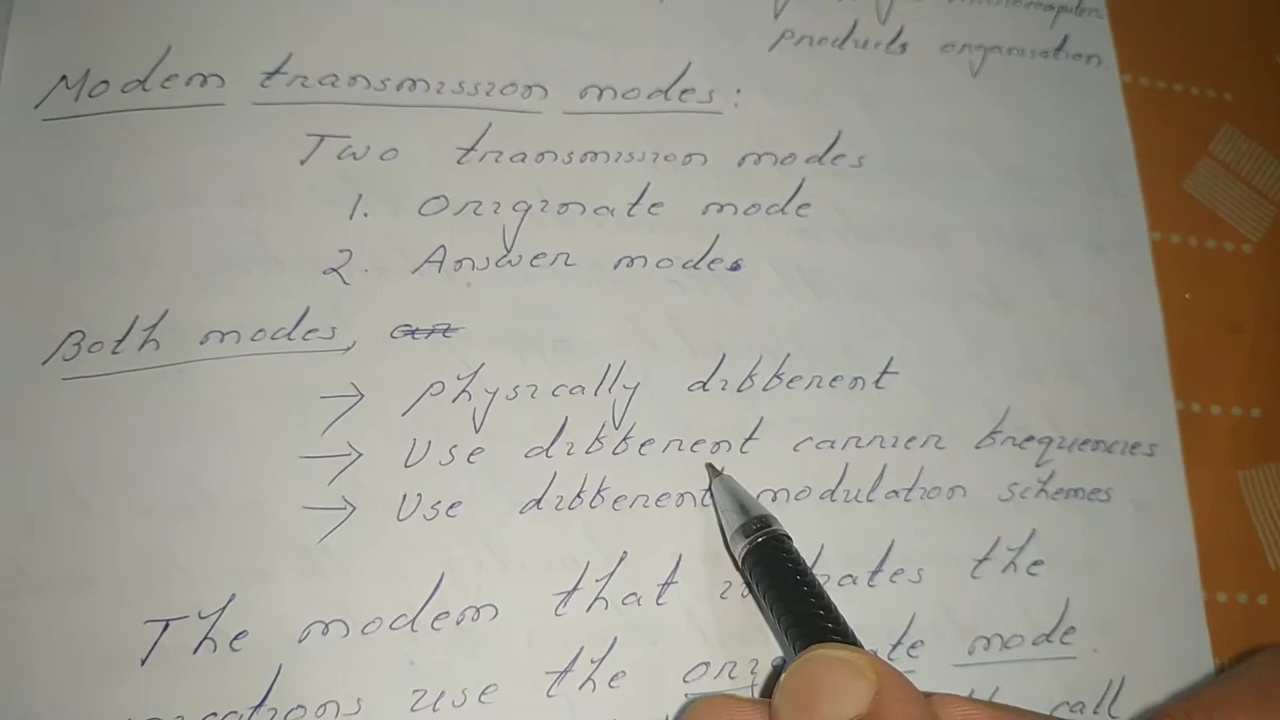 products organisation.
Modem transmission modes:
Two transmission modes
1. Originate mode
2. Answer modes
Both modes,
→ physically different
→ Use different carrier frequencies
→ Use different modulation schemes
The modem that the
use the mode.
call